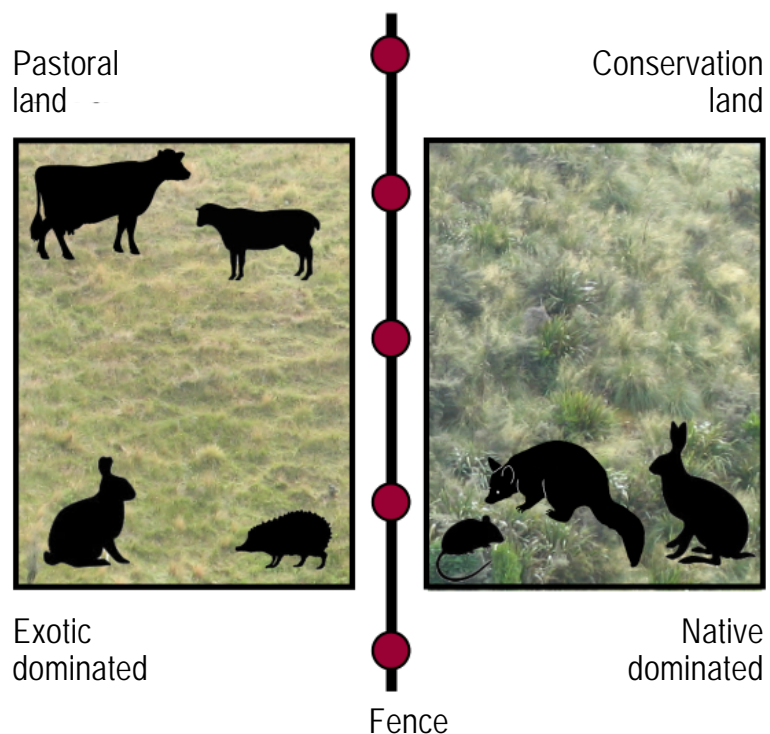 Pastoral
land
Conservation
land
Exotic
dominated
Native
dominated
Fence